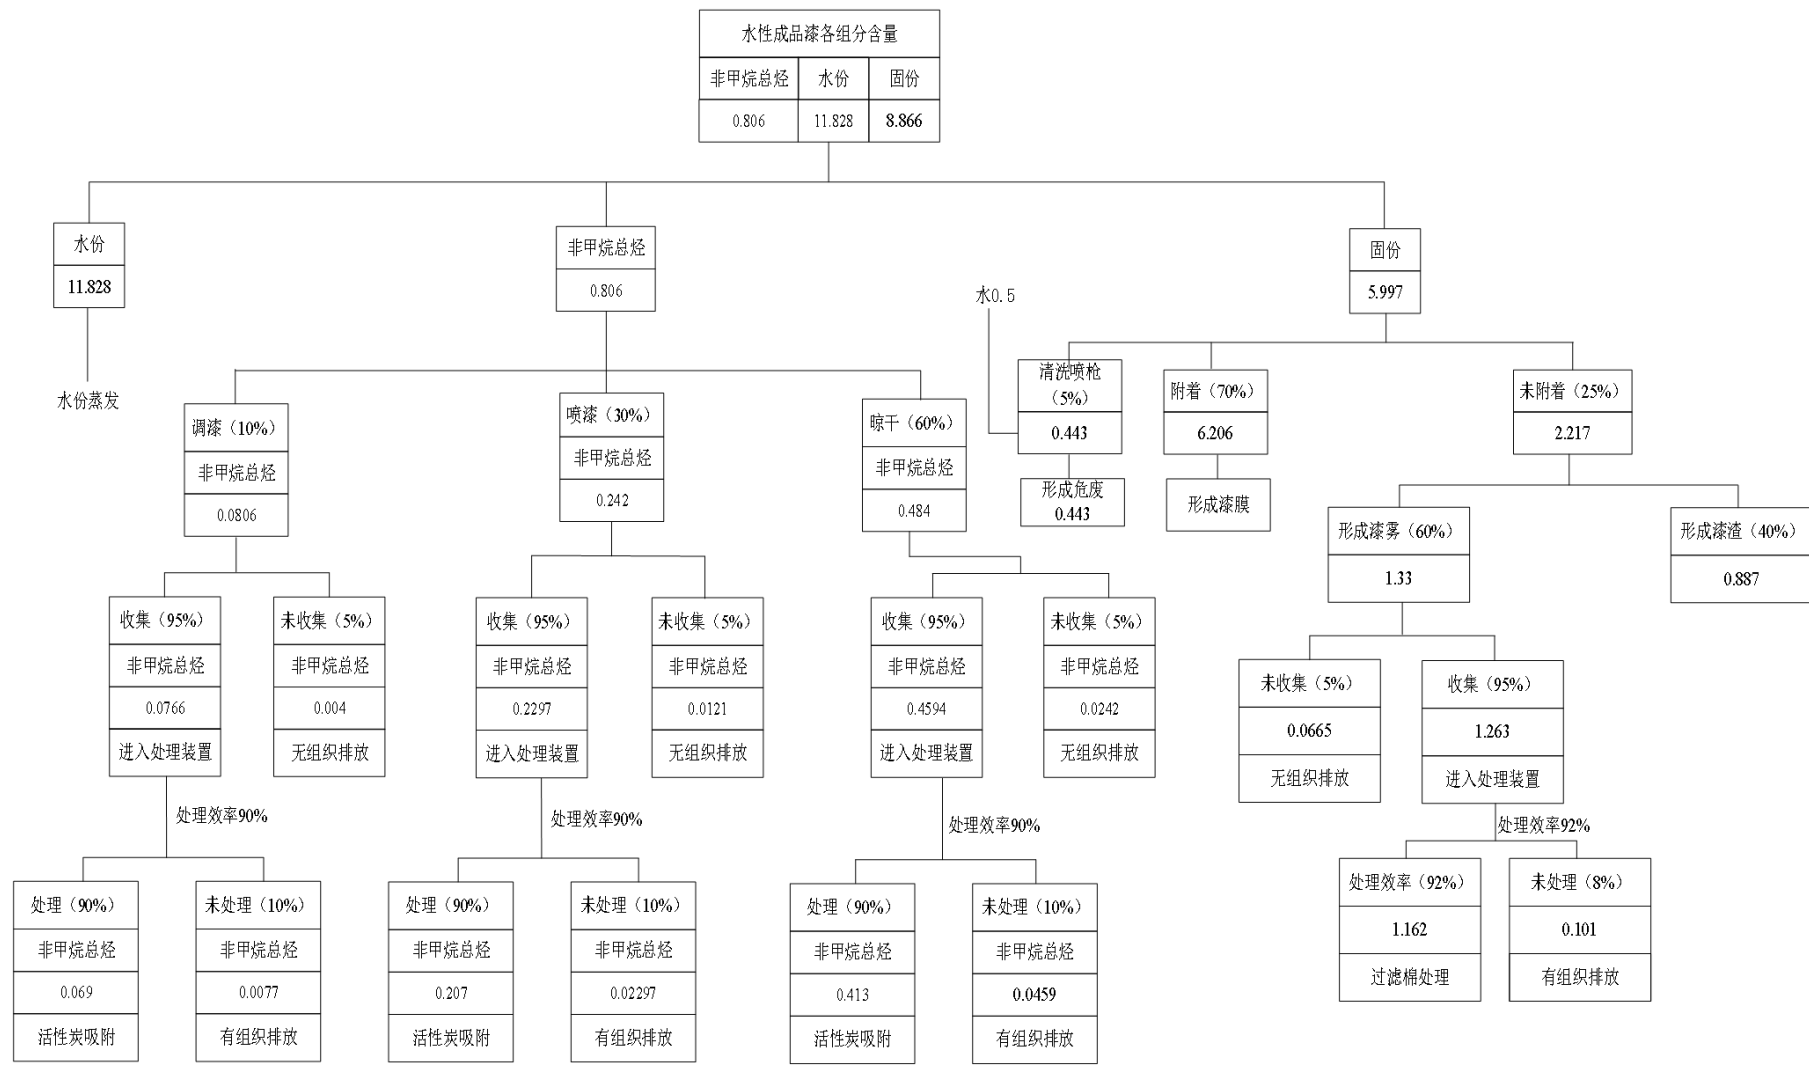 水性成品漆各组分含量
非甲烷总烃 水份 固份
0.806 11.828 8.866
水份
11.828
水份蒸发
非甲烷总烃
0.806
固份
5.997
水0.5
调漆（10%）
非甲烷总烃
0.0806
喷漆（30%）
非甲烷总烃
0.242
晾干（60%）
非甲烷总烃
0.484
清洗喷枪
（5%）
0.443
形成危废
0.443
附着（70%）
6.206
形成漆膜
未附着（25%）
2.217
形成漆雾（60%）
1.33
形成漆渣（40%）
0.887
收集（95%）
非甲烷总烃
0.0766
进入处理装置
未收集（5%）
非甲烷总烃
0.004
无组织排放
收集（95%）
非甲烷总烃
0.2297
进入处理装置
未收集（5%）
非甲烷总烃
0.0121
无组织排放
收集（95%）
非甲烷总烃
0.4594
进入处理装置
未收集（5%）
非甲烷总烃
0.0242
无组织排放
未收集（5%）
0.0665
无组织排放
收集（95%）
1.263
进入处理装置
处理效率90%
处理效率90%
处理效率90%
处理效率92%
处理（90%）
非甲烷总烃
0.069
活性炭吸附
未处理（10%）
非甲烷总烃
0.0077
有组织排放
处理（90%）
非甲烷总烃
0.207
活性炭吸附
未处理（10%）
非甲烷总烃
0.02297
有组织排放
处理（90%）
非甲烷总烃
0.413
活性炭吸附
未处理（10%）
非甲烷总烃
0.0459
有组织排放
处理效率（92%）
1.162
过滤棉处理
未处理（8%）
0.101
有组织排放